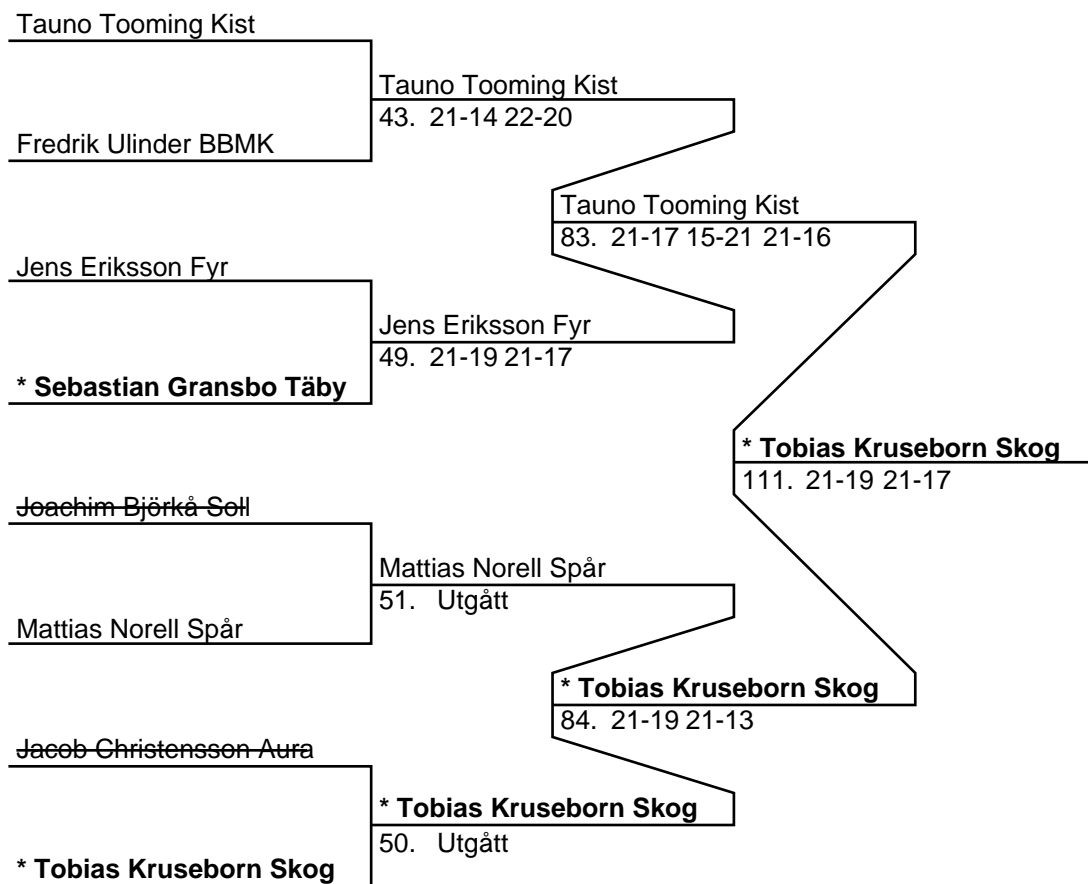 Tauno Tooming Kist
Tauno Tooming Kist
43. 21-14 22-20
Fredrik Ulinder BBMK
Tauno Tooming Kist
83. 21-17 15-21 21-16
Jens Eriksson Fyr
Jens Eriksson Fyr
49. 21-19 21-17
* Sebastian Gransbo Täby
* Tobias Kruseborn Skog
111. 21-19 21-17
Joachim Björkå Soll
Mattias Norell Spår
51. Utgått
Mattias Norell Spår
* Tobias Kruseborn Skog
84. 21-19 21-13
Jacob Christensson Aura
* Tobias Kruseborn Skog
50. Utgått
* Tobias Kruseborn Skog